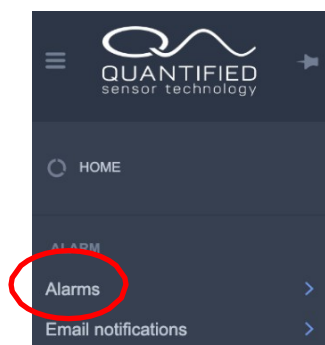 QUANTIFIED
sensor technology
HOME
ALARM
Alarms
Email notifications